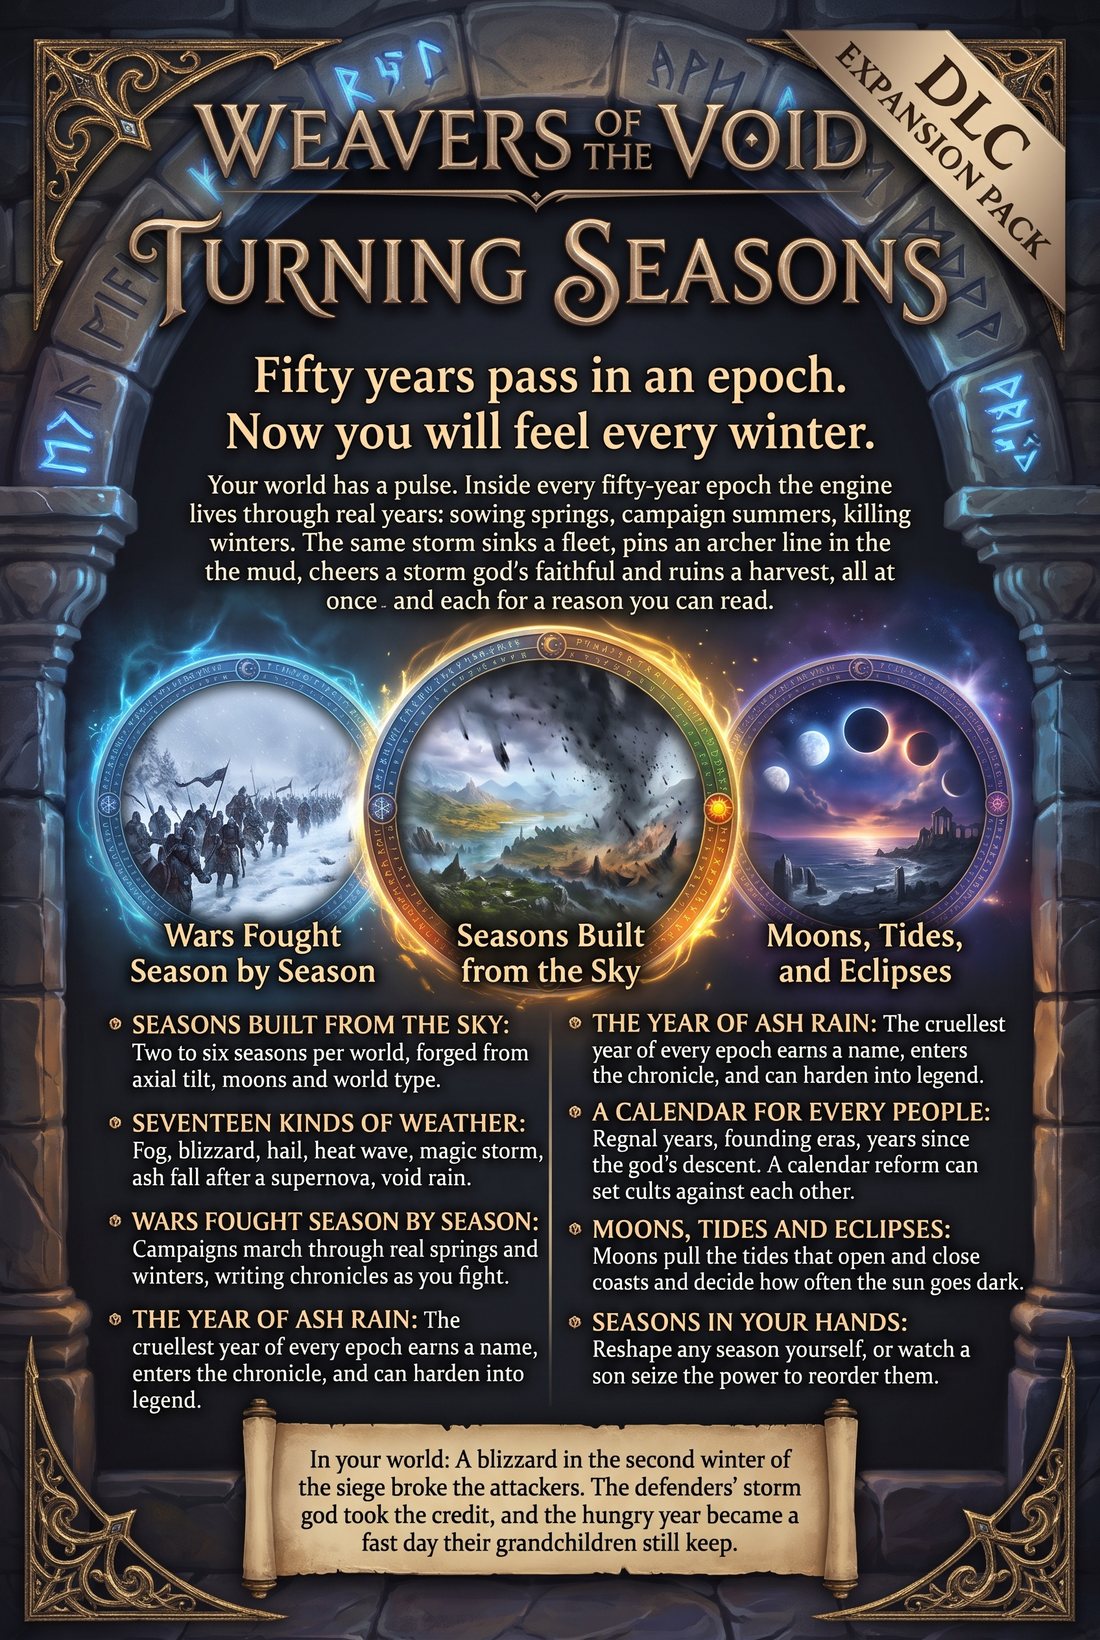 WEAVERS OF THE VOID
DLC
EXPANSION PACK
TURNING SEASONS
Fifty years pass in an epoch.
Now you will feel every winter.
Your world has a pulse. Inside every fifty-year epoch the engine
lives through real years: sowing springs, campaign summers, killing
winters. The same storm sinks a fleet, pins an archer line in the
the mud, cheers a storm god's faithful and ruins a harvest, all at
once - and each for a reason you can read.
Wars Fought
Season by Season
Seasons Built
from the Sky
Moons, Tides,
and Eclipses
SEASONS BUILT FROM THE SKY:
Two to six seasons per world, forged from
axial tilt, moons and world type.
SEVENTEEN KINDS OF WEATHER:
Fog, blizzard, hail, heat wave, magic storm,
ash fall after a supernova, void rain.
WARS FOUGHT SEASON BY SEASON:
Campaigns march through real springs and
winters, writing chronicles as you fight.
THE YEAR OF ASH RAIN: The
cruellest year of every epoch earns a name,
enters the chronicle, and can harden into
legend.
THE YEAR OF ASH RAIN: The cruellest
year of every epoch earns a name, enters
the chronicle, and can harden into legend.
A CALENDAR FOR EVERY PEOPLE:
Regnal years, founding eras, years since
the god's descent. A calendar reform can
set cults against each other.
MOONS, TIDES AND ECLIPSES:
Moons pull the tides that open and close
coasts and decide how often the sun goes dark.
SEASONS IN YOUR HANDS:
Reshape any season yourself, or watch a
son seize the power to reorder them.
In your world: A blizzard in the second winter of
the siege broke the attackers. The defenders' storm
god took the credit, and the hungry year became a
fast day their grandchildren still keep.